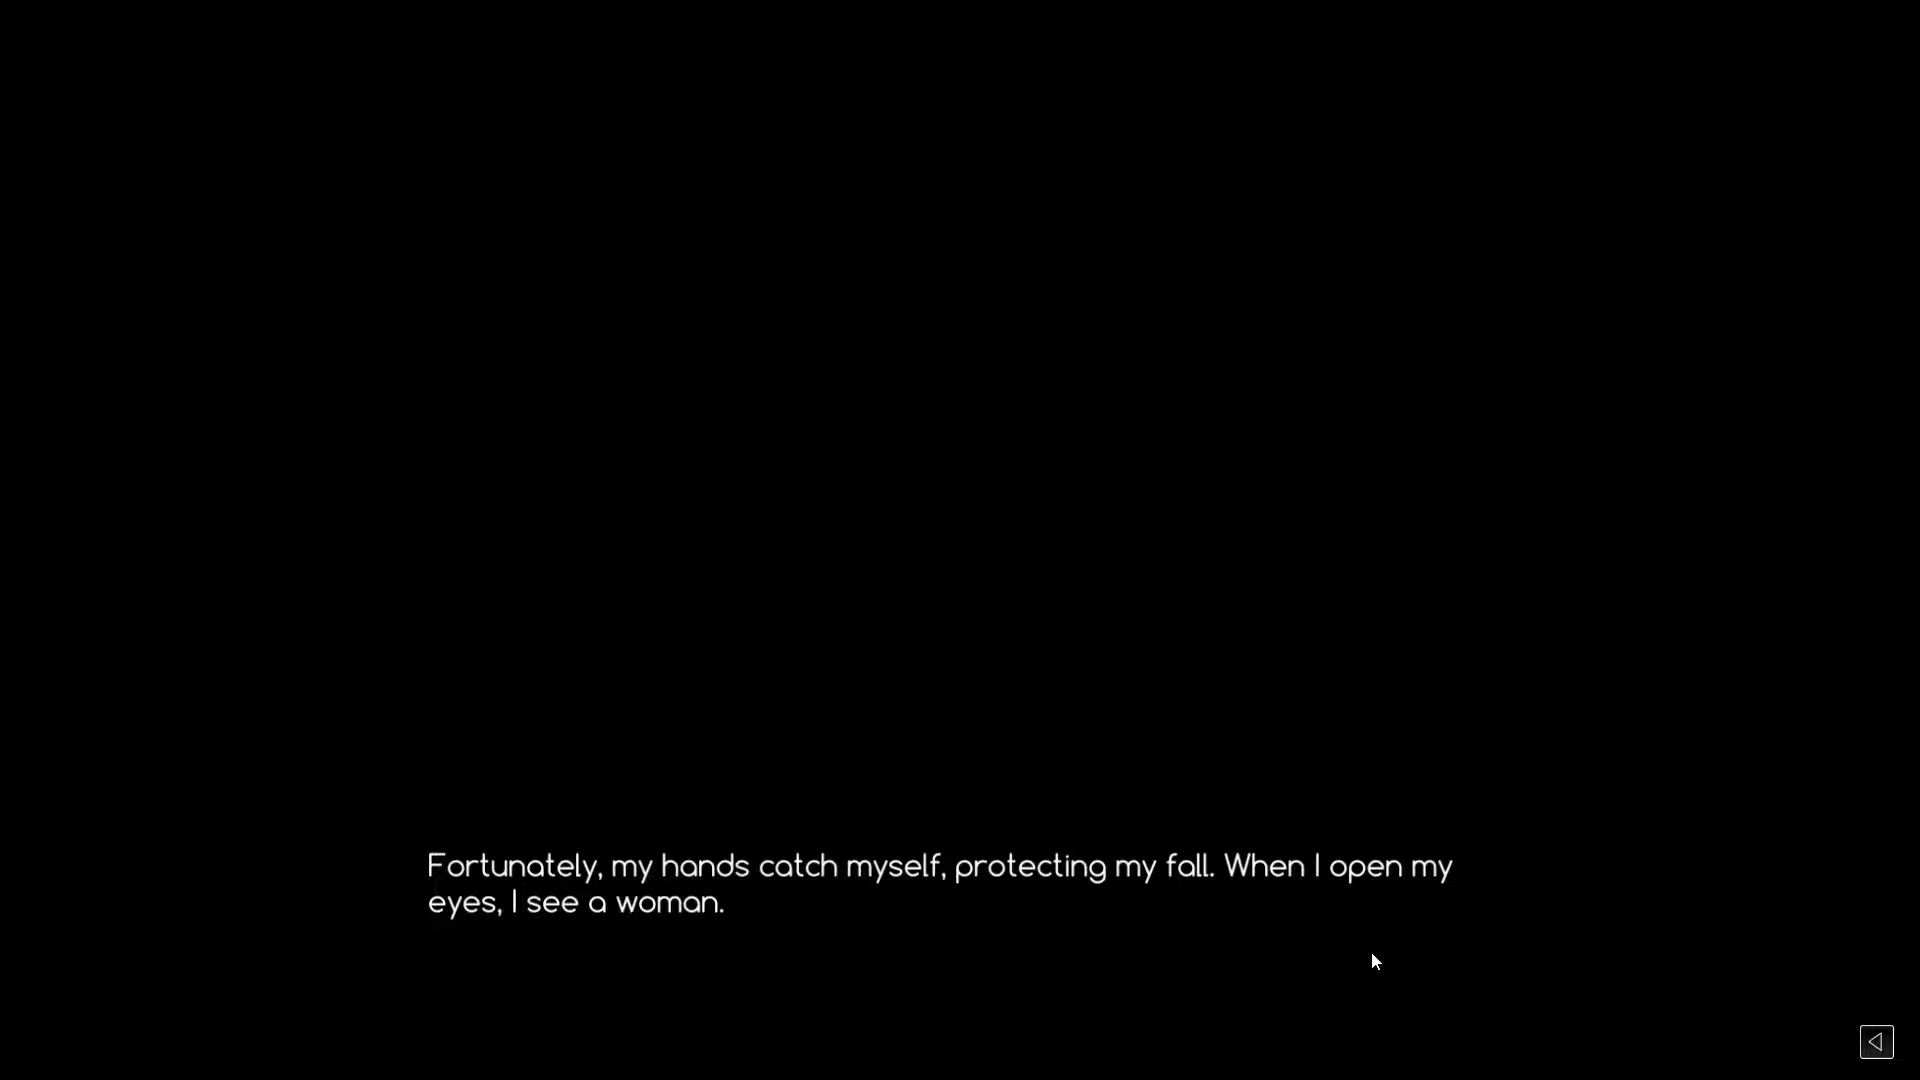 Fortunately, my hands catch myself, protecting my fall. When I open my
eyes, I see a woman.